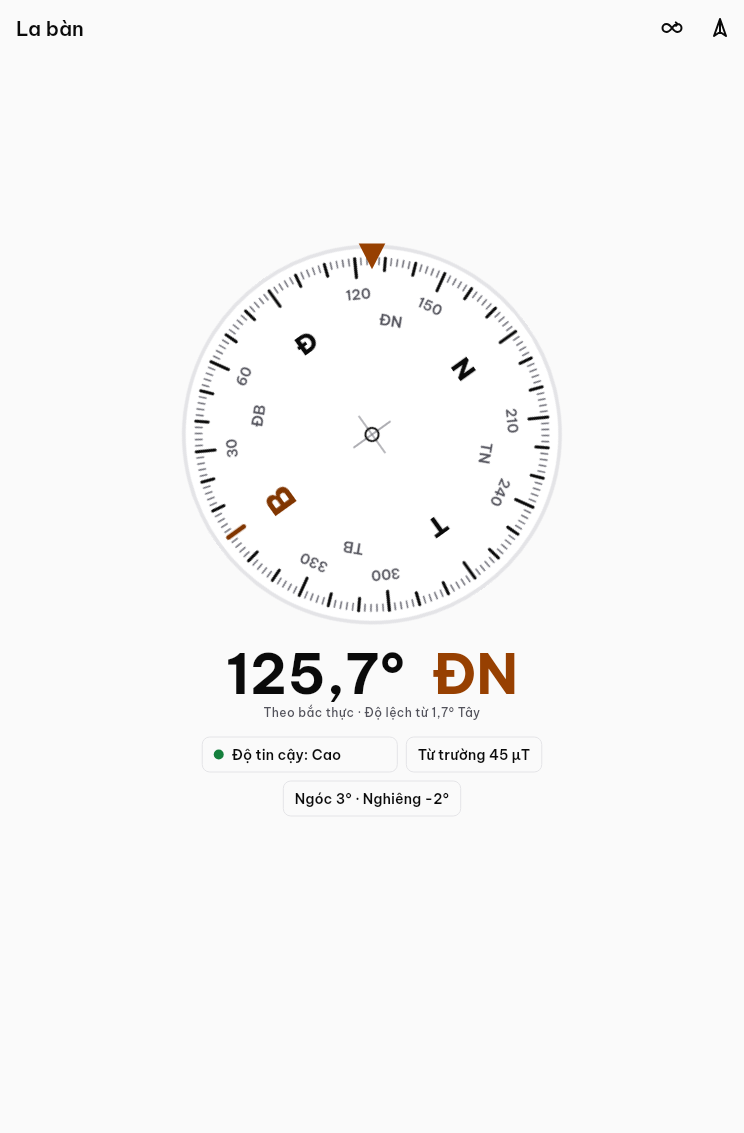 La bàn
120
150
ĐN
Đ
N
60
ĐB
210
30
TN
240
B
T
TB
330
300
125,7° ĐN
Theo bắc thực · Độ lệch từ 1,7° Tây
Độ tin cậy: Cao
Từ trường 45 µT
Ngóc 3° · Nghiêng -2°